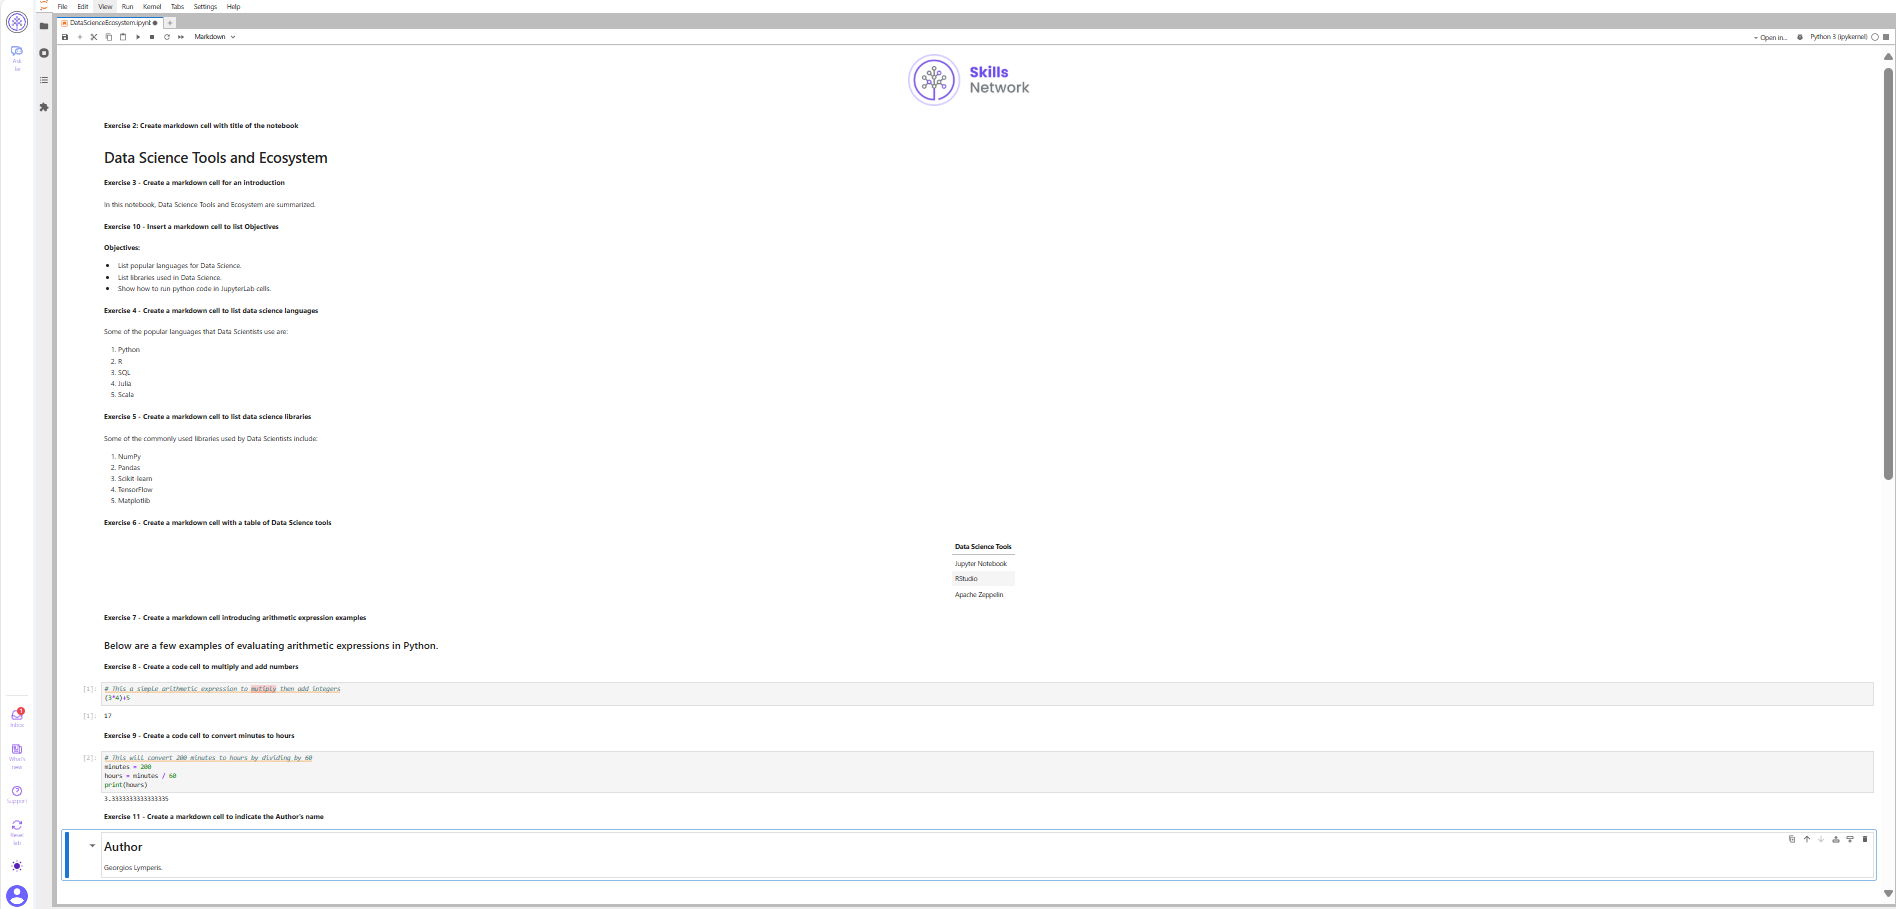 File Edit View Run Kernel Tabs Settings Help
DataScienceEcosystem.ipynb
Markdown
Open in...
Python 3 (ipykernel)
Ask
Skills
Network
Exercise 2: Create markdown cell with title of the notebook
Data Science Tools and Ecosystem
Exercise 3 - Create a markdown cell for an introduction
In this notebook, Data Science Tools and Ecosystem are summarized.
Exercise 10 - Insert a markdown cell to list Objectives
Objectives:
List popular languages for Data Science.
List libraries used in Data Science.
Show how to run python code in JupyterLab cells.
Exercise 4 - Create a markdown cell to list data science languages
Some of the popular languages that Data Scientists use are:
1. Python
2. R
3. SQL
4. Julia
5. Scala
Exercise 5 - Create a markdown cell to list data science libraries
Some of the commonly used libraries used by Data Scientists include:
1. NumPy
2. Pandas
3. Scikit-learn
4. TensorFlow
5. Matplotlib
Exercise 6 - Create a markdown cell with a table of Data Science tools
Data Science Tools
Jupyter Notebook
RStudio
Apache Zeppelin
Exercise 7 - Create a markdown cell introducing arithmetic expression examples
Below are a few examples of evaluating arithmetic expressions in Python.
Exercise 8 - Create a code cell to multiply and add numbers
[1]: # This a simple arithmetic expression to mutiply then add integers
(3*4)+5
[1]: 17
Exercise 9 - Create a code cell to convert minutes to hours
[2]: # This will convert 200 minutes to hours by dividing by 60
minutes = 200
hours = minutes / 60
print(hours)
3.3333333333333335
Exercise 11 - Create a markdown cell to indicate the Author's name
Author
Georgios Lymperis.
1
Inbox
What's
new
Support
Reset
lab